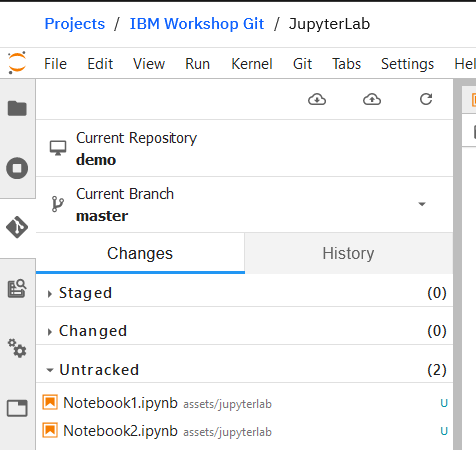 Projects / IBM Workshop Git / JupyterLab
File Edit View Run Kernel Git Tabs Settings Hel
Current Repository
demo
Current Branch
master
Changes History
Staged (0)
Changed (0)
Untracked (2)
Notebook1.ipynb assets/jupyterlab U
Notebook2.ipynb assets/jupyterlab U